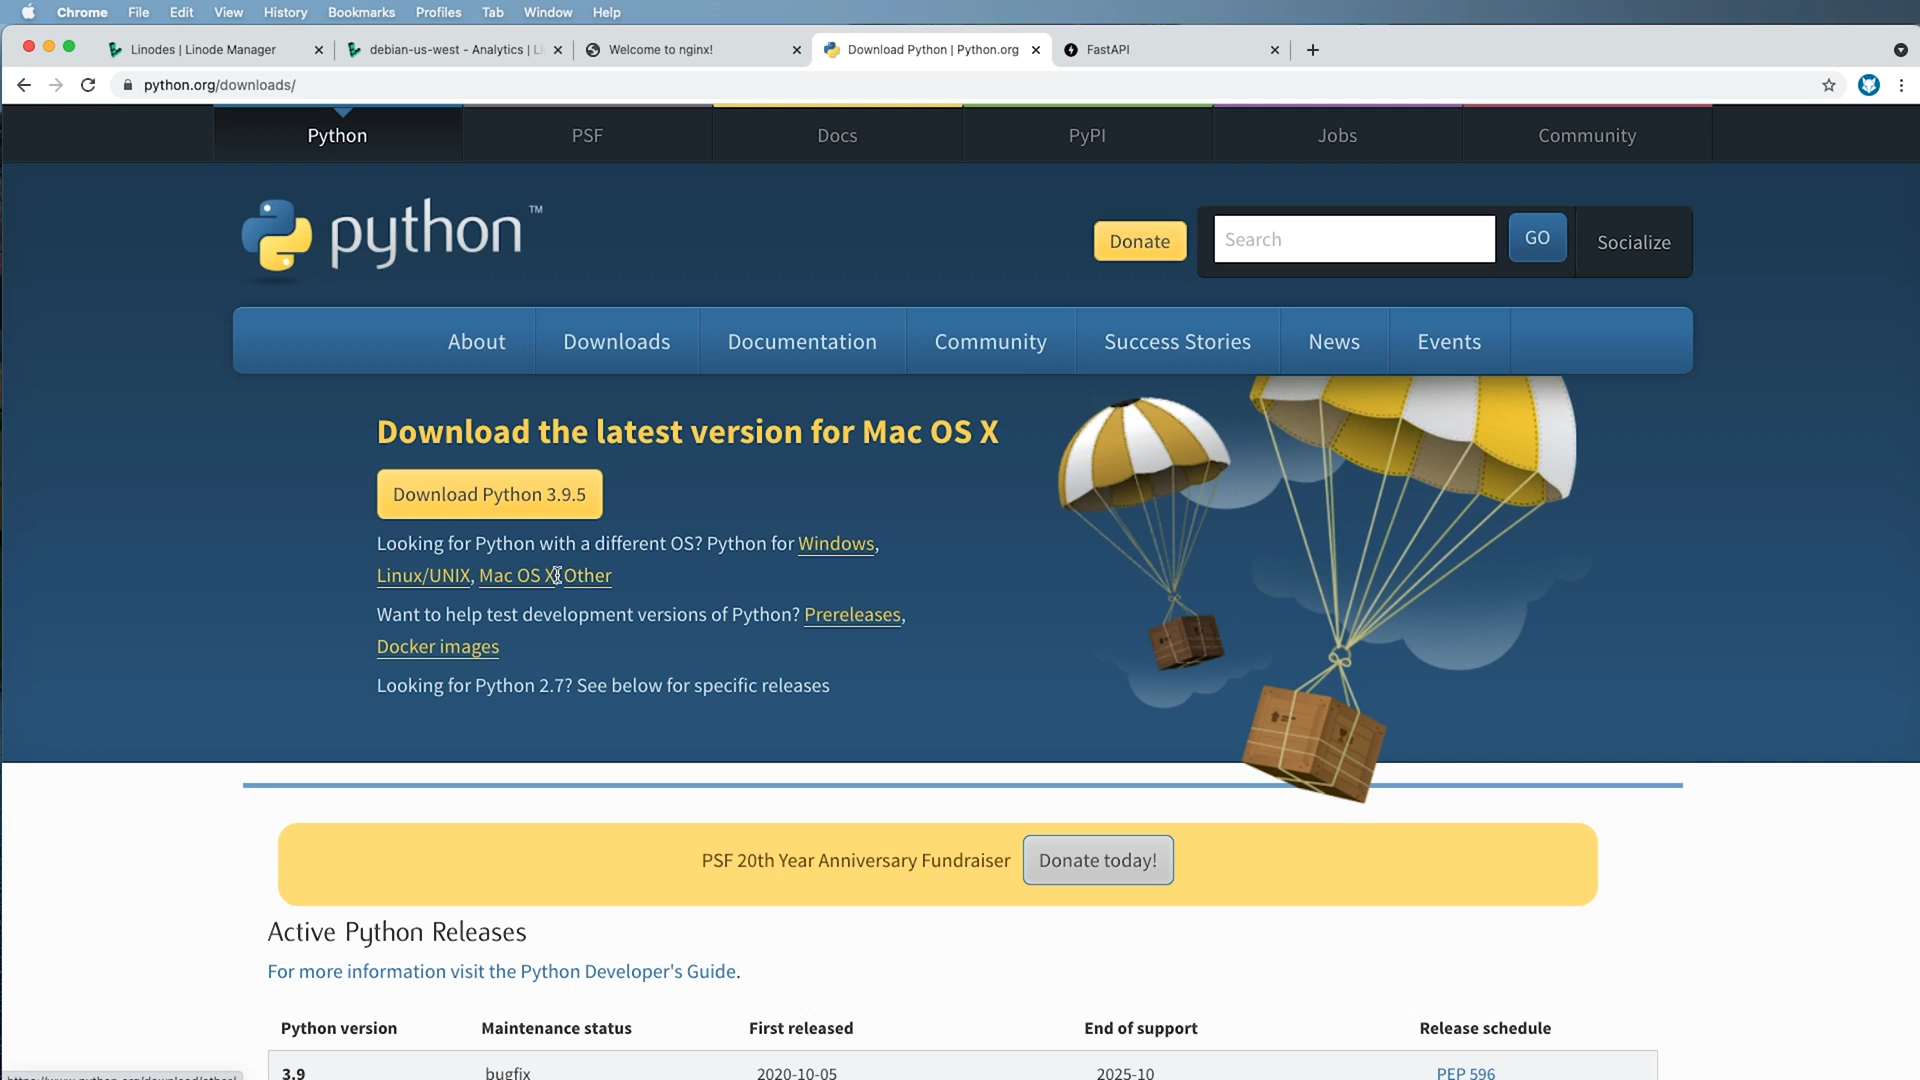 Chrome File Edit View History Bookmarks Profiles Tab Window Help
Linodes | Linode Manager
debian-us-west - Analytics | Li
Welcome to nginx!
Download Python | Python.org
FastAPI
python.org/downloads/
Python PSF Docs PyPI Jobs Community
python™
Donate
Search
GO
Socialize
About Downloads Documentation Community Success Stories News Events
Download the latest version for Mac OS X
Download Python 3.9.5
Looking for Python with a different OS? Python for Windows,
Linux/UNIX, Mac OS X, Other
Want to help test development versions of Python? Prereleases,
Docker images
Looking for Python 2.7? See below for specific releases
PSF 20th Year Anniversary Fundraiser Donate today!
Active Python Releases
For more information visit the Python Developer's Guide.
Python version Maintenance status First released End of support Release schedule
3.9 bugfix 2020-10-05 2025-10 PEP 596